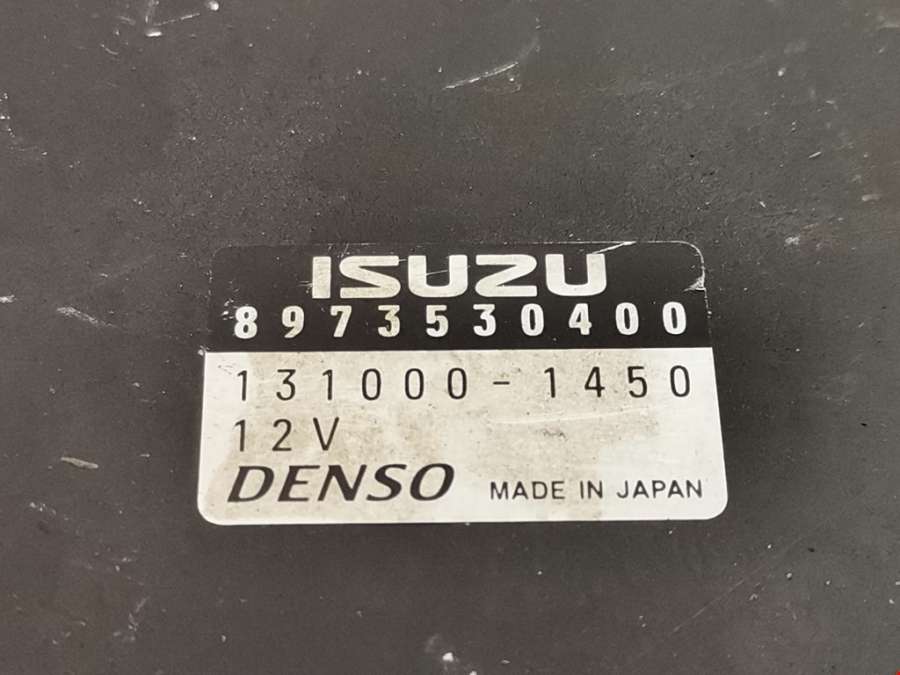 ISUZU
8973530400
131000-1450
12V
DENSO MADE IN JAPAN